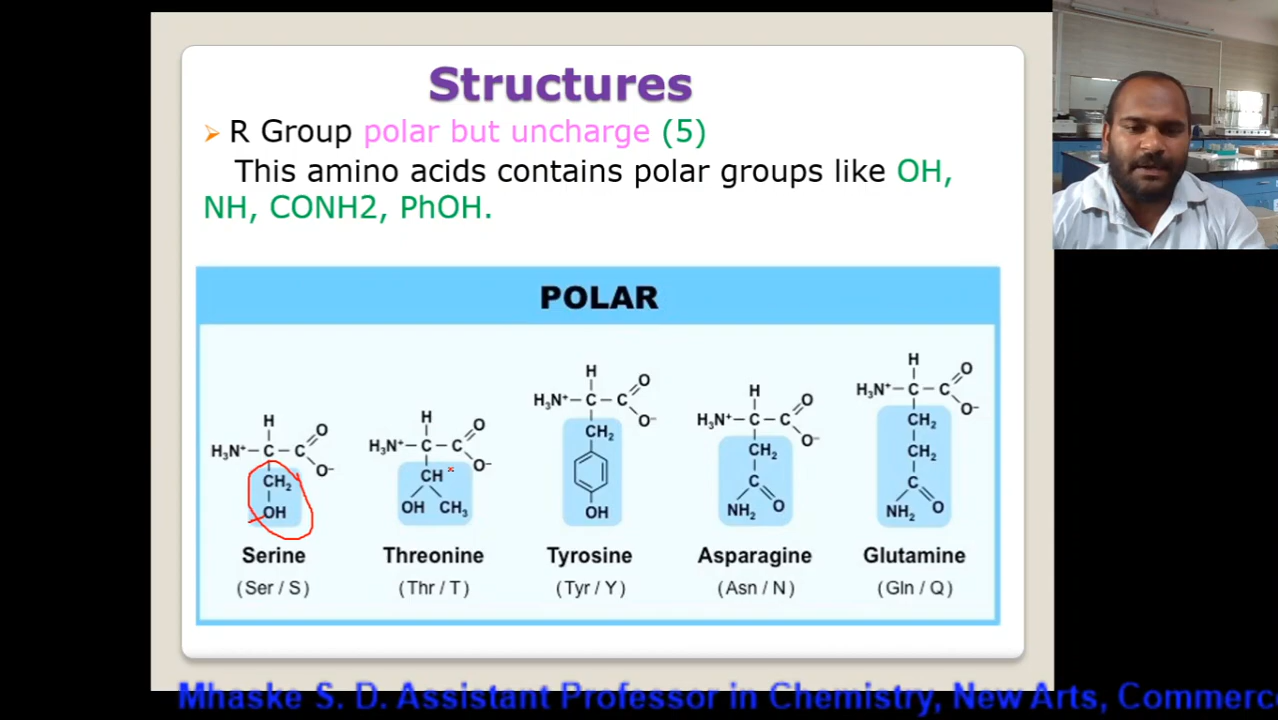 Structures
R Group polar but uncharge (5)
This amino acids contains polar groups like OH,
NH, CONH2, PhOH.
POLAR
H
H₃N⁺ – C – C O
O⁻
CH₂
OH
Serine
(Ser / S)
H
H₃N⁺ – C – C O
O⁻
CH
OH CH₃
Threonine
(Thr / T)
H
H₃N⁺ – C – C O
O⁻
CH₂
OH
Tyrosine
(Tyr / Y)
H
H₃N⁺ – C – C O
O⁻
CH₂
C
NH₂ O
Asparagine
(Asn / N)
H
H₃N⁺ – C – C O
O⁻
CH₂
CH₂
C
NH₂ O
Glutamine
(Gln / Q)
Mhaske S. D. Assistant Professor in Chemistry, New Arts, Commerc